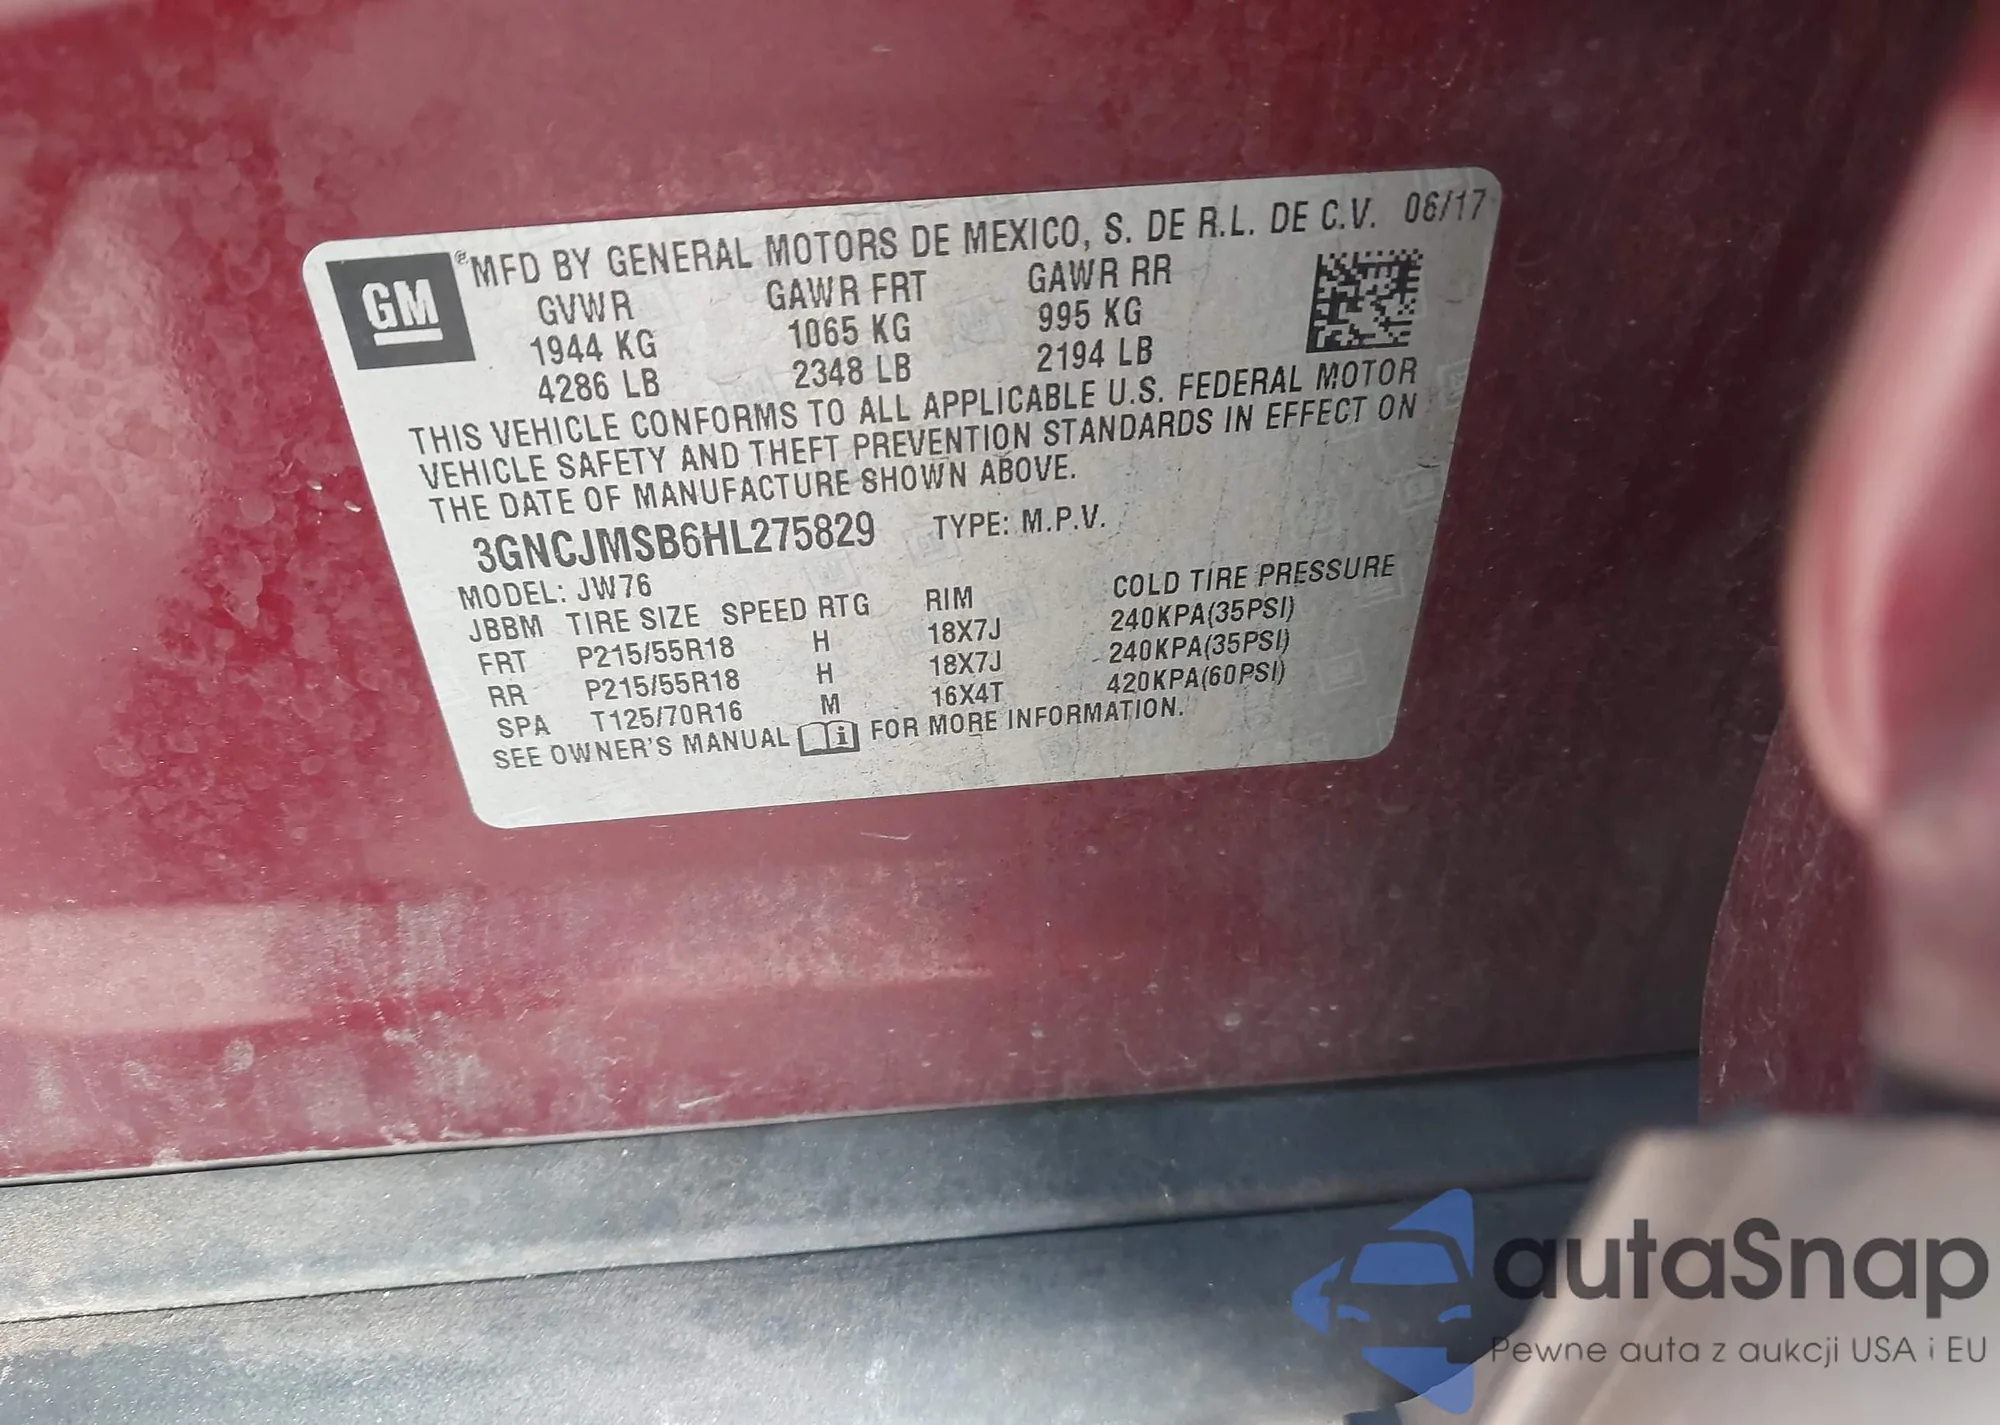 GM
® MFD BY GENERAL MOTORS DE MEXICO, S. DE R.L. DE C.V. 06/17
GVWR GAWR FRT GAWR RR
1944 KG 1065 KG 995 KG
4286 LB 2348 LB 2194 LB
THIS VEHICLE CONFORMS TO ALL APPLICABLE U.S. FEDERAL MOTOR
VEHICLE SAFETY AND THEFT PREVENTION STANDARDS IN EFFECT ON
THE DATE OF MANUFACTURE SHOWN ABOVE.
3GNCJMSB6HL275829 TYPE: M.P.V.
MODEL: JW76
JBBM TIRE SIZE SPEED RTG RIM COLD TIRE PRESSURE
FRT P215/55R18 H 18X7J 240KPA(35PSI)
RR P215/55R18 H 18X7J 240KPA(35PSI)
SPA T125/70R16 M 16X4T 420KPA(60PSI)
SEE OWNER'S MANUAL FOR MORE INFORMATION.
autaSnap
Pewne auta z aukcji USA i EU